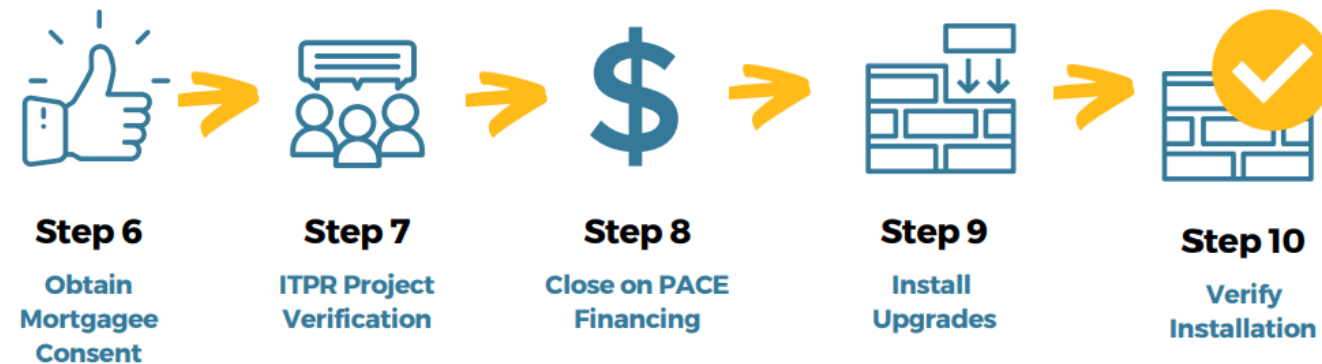 Step 6
Obtain
Mortgagee
Consent
Step 7
ITPR Project
Verification
Step 8
Close on PACE
Financing
Step 9
Install
Upgrades
Step 10
Verify
Installation